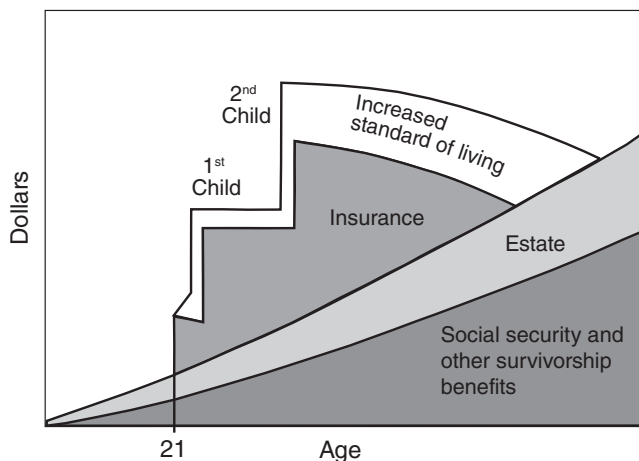 2nd
Child
1st
Child
Increased
standard of living
Insurance
Estate
Social security and
other survivorship
benefits
Dollars
21
Age